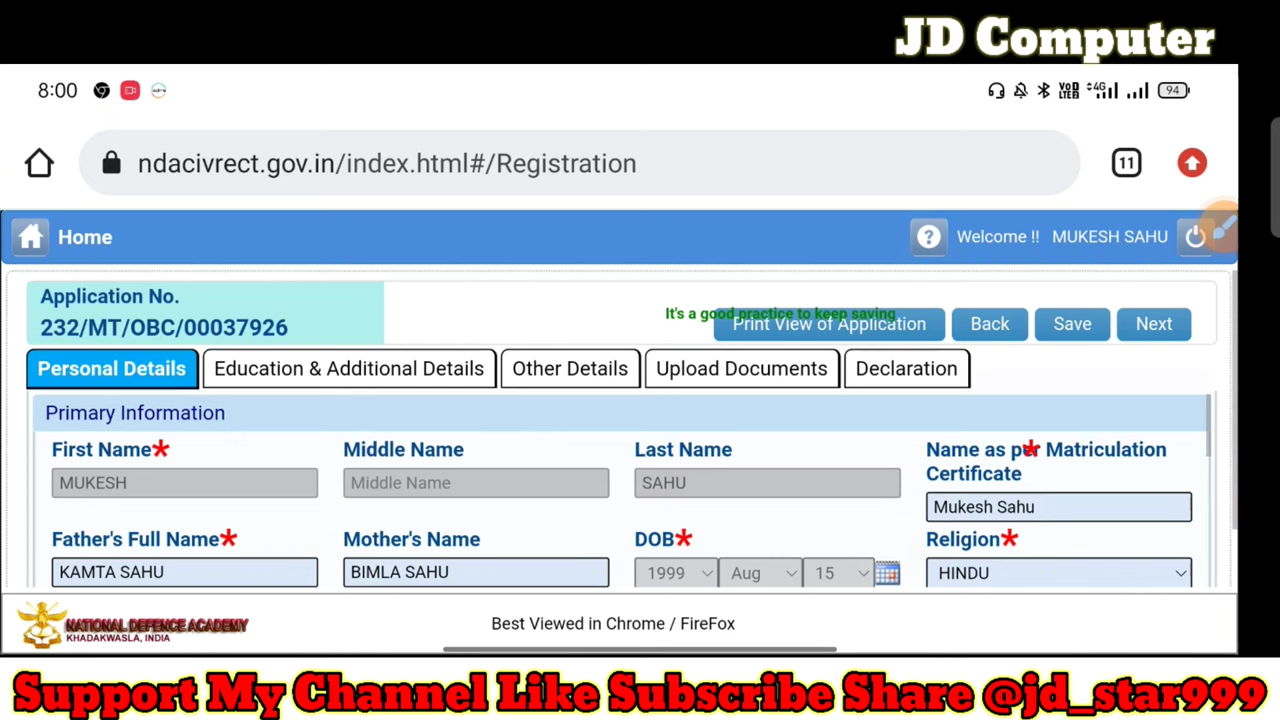 JD Computer
8:00
VoD LTE2 4G 94
ndacivrect.gov.in/index.html#/Registration
11
Home
? Welcome !! MUKESH SAHU
Application No.
232/MT/OBC/00037926
It's a good practice to keep saving
Print View of Application Back Save Next
Personal Details Education & Additional Details Other Details Upload Documents Declaration
Primary Information
First Name* Middle Name Last Name Name as per* Matriculation Certificate
MUKESH Middle Name SAHU Mukesh Sahu
Father's Full Name* Mother's Name DOB* Religion*
KAMTA SAHU BIMLA SAHU 1999 Aug 15 HINDU
NATIONAL DEFENCE ACADEMY
KHADAKWASLA, INDIA
Best Viewed in Chrome / FireFox
Support My Channel Like Subscribe Share @jd_star999